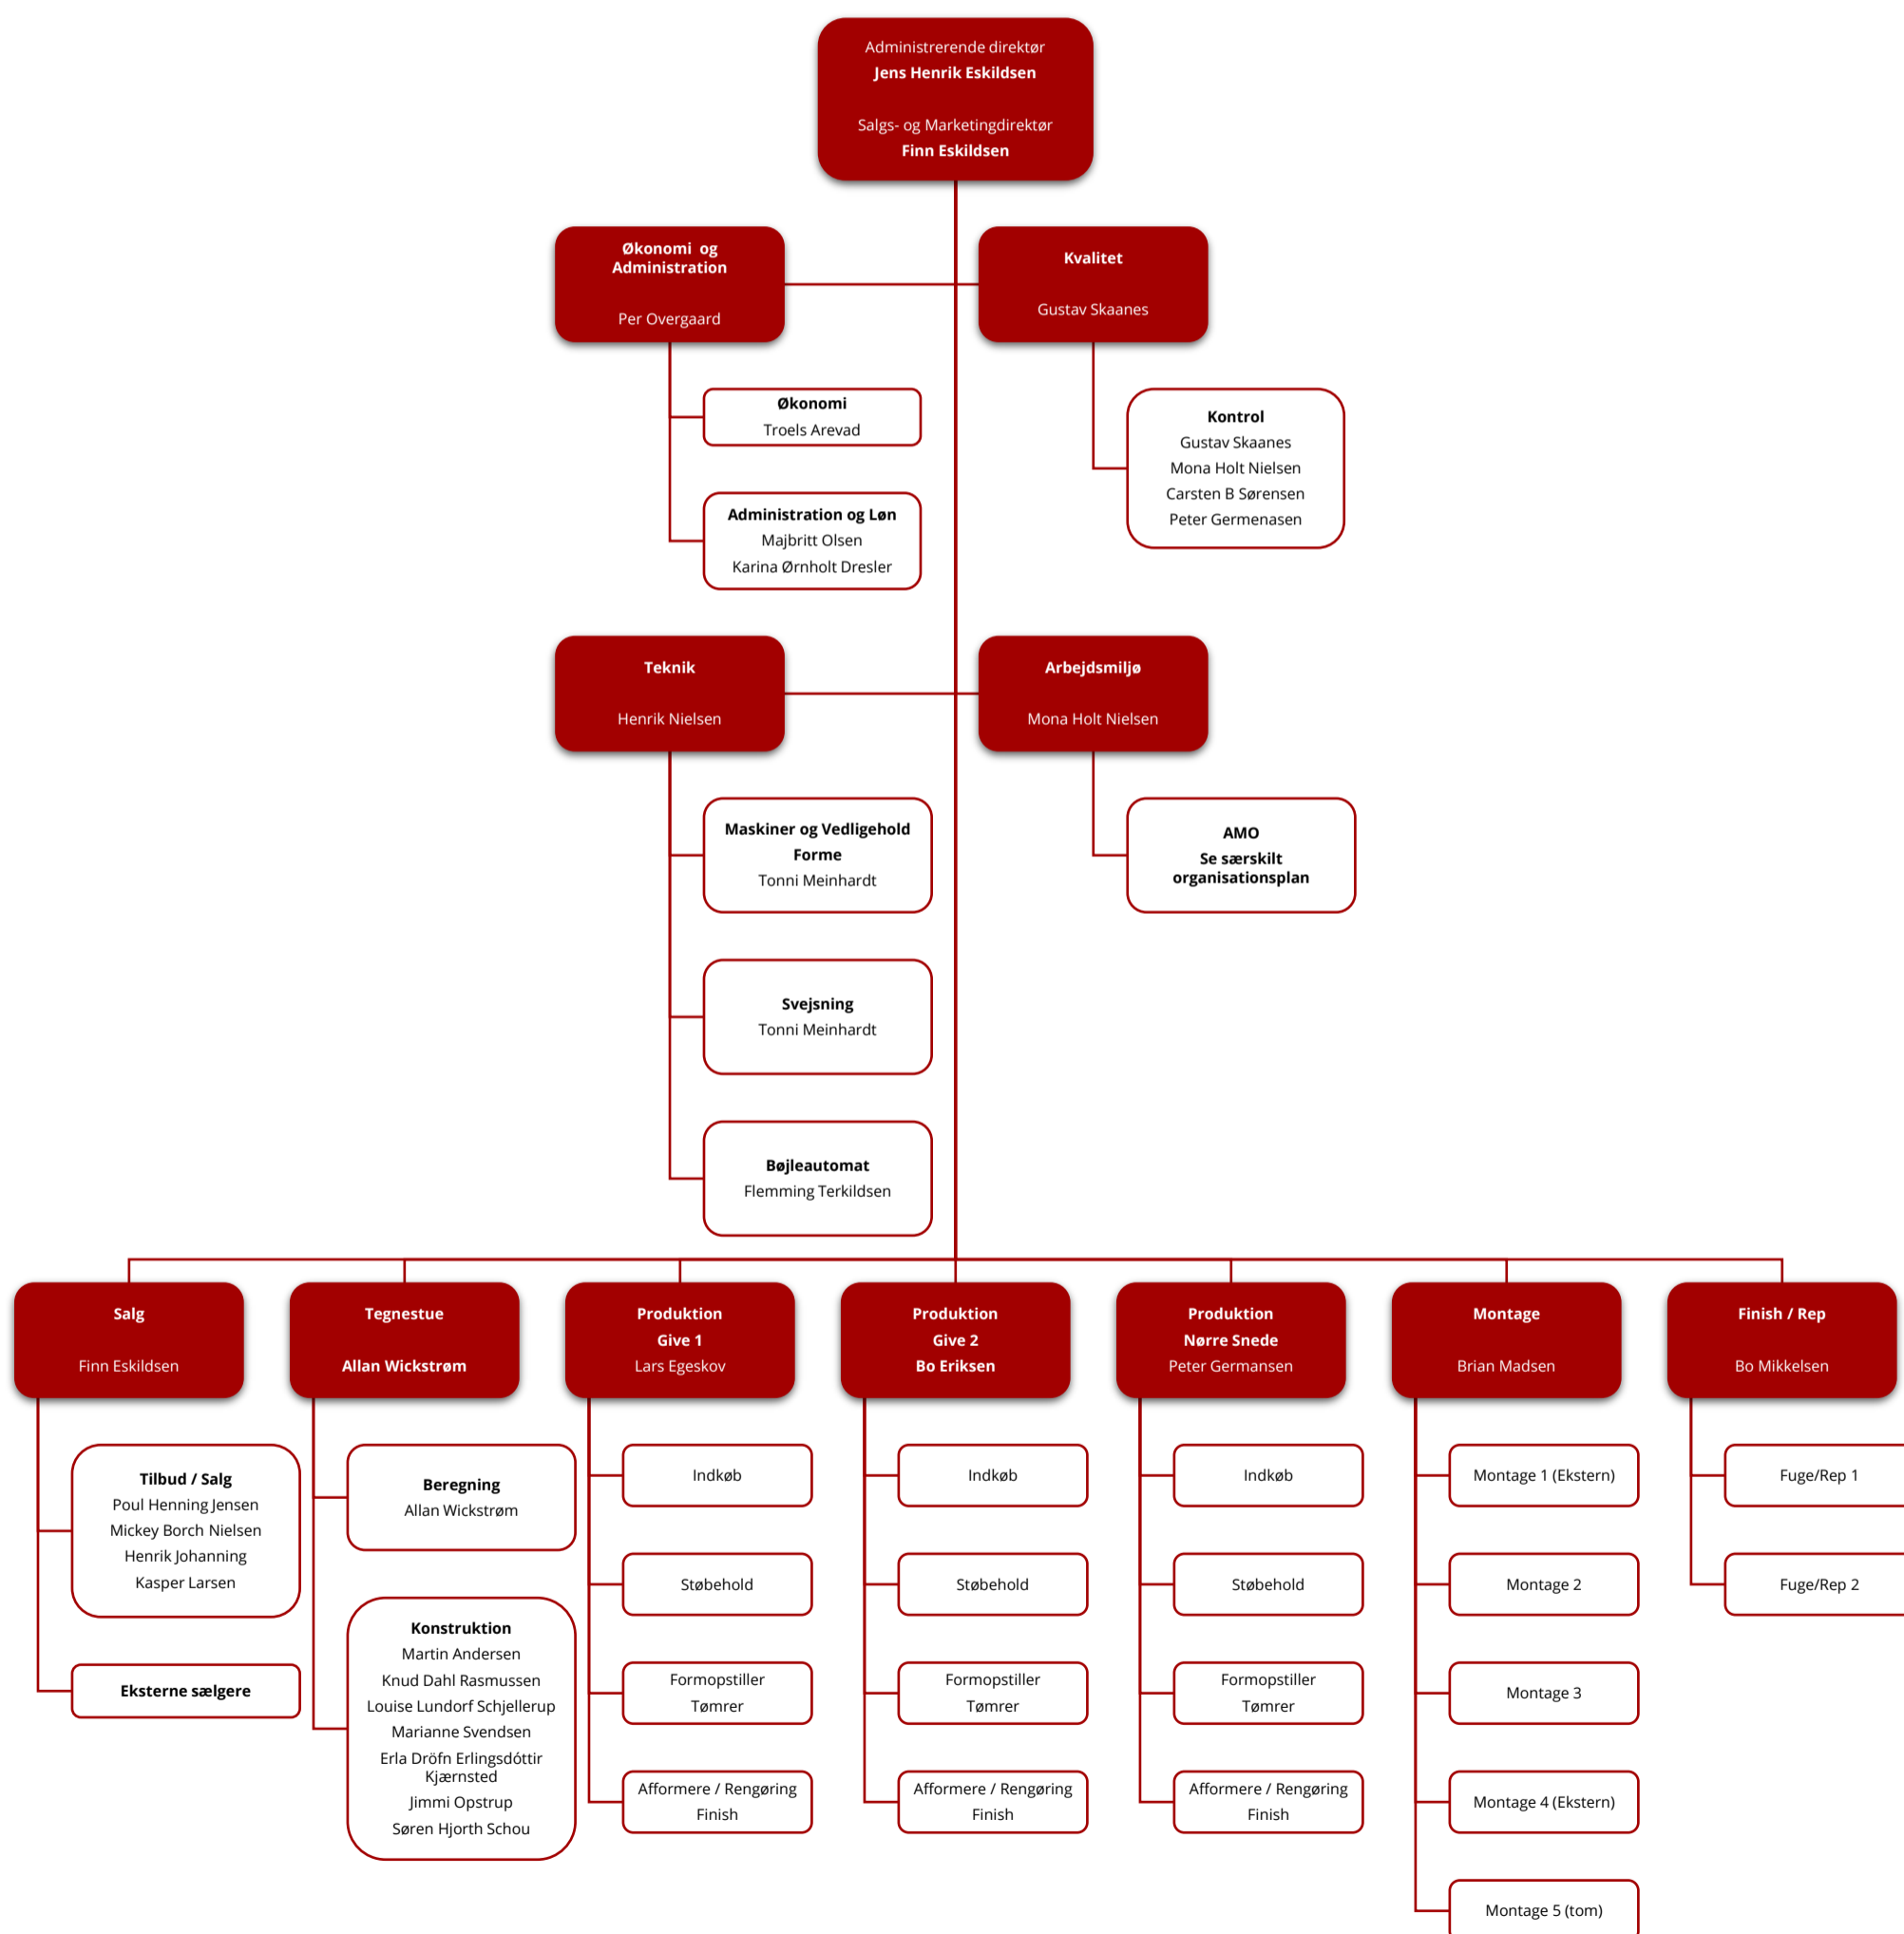 Administrerende direktør
Jens Henrik Eskildsen
Salgs- og Marketingdirektør
Finn Eskildsen
Økonomi og
Administration
Per Overgaard
Kvalitet
Gustav Skaanes
Økonomi
Troels Arevad
Administration og Løn
Majbritt Olsen
Karina Ørnholt Dresler
Kontrol
Gustav Skaanes
Mona Holt Nielsen
Carsten B Sørensen
Peter Germenasen
Teknik
Henrik Nielsen
Arbejdsmiljø
Mona Holt Nielsen
Maskiner og Vedligehold
Forme
Tonni Meinhardt
AMO
Se særskilt
organisationsplan
Svejsning
Tonni Meinhardt
Bøjleautomat
Flemming Terkildsen
Salg
Finn Eskildsen
Tilbud / Salg
Poul Henning Jensen
Mickey Borch Nielsen
Henrik Johanning
Kasper Larsen
Eksterne sælgere
Tegnestue
Allan Wickstrøm
Beregning
Allan Wickstrøm
Konstruktion
Martin Andersen
Knud Dahl Rasmussen
Louise Lundorf Schjellerup
Marianne Svendsen
Erla Dröfn Erlingsdóttir
Kjærnsted
Jimmi Opstrup
Søren Hjorth Schou
Produktion
Give 1
Lars Egeskov
Indkøb
Støbehold
Formopstiller
Tømrer
Afformere / Rengøring
Finish
Produktion
Give 2
Bo Eriksen
Indkøb
Støbehold
Formopstiller
Tømrer
Afformere / Rengøring
Finish
Produktion
Nørre Snede
Peter Germansen
Indkøb
Støbehold
Formopstiller
Tømrer
Afformere / Rengøring
Finish
Montage
Brian Madsen
Montage 1 (Ekstern)
Montage 2
Montage 3
Montage 4 (Ekstern)
Montage 5 (tom)
Finish / Rep
Bo Mikkelsen
Fuge/Rep 1
Fuge/Rep 2